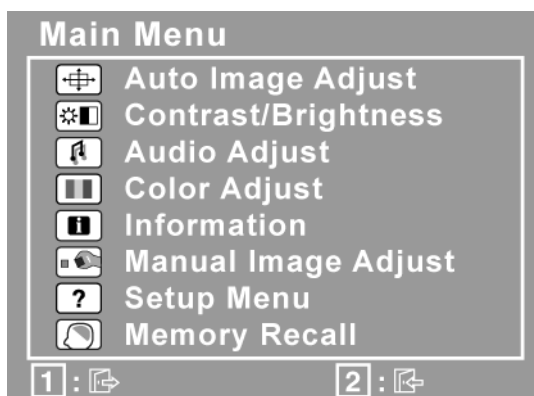 Main Menu
Auto Image Adjust
Contrast/Brightness
Audio Adjust
Color Adjust
i Information
Manual Image Adjust
? Setup Menu
Memory Recall
1 : 2 :